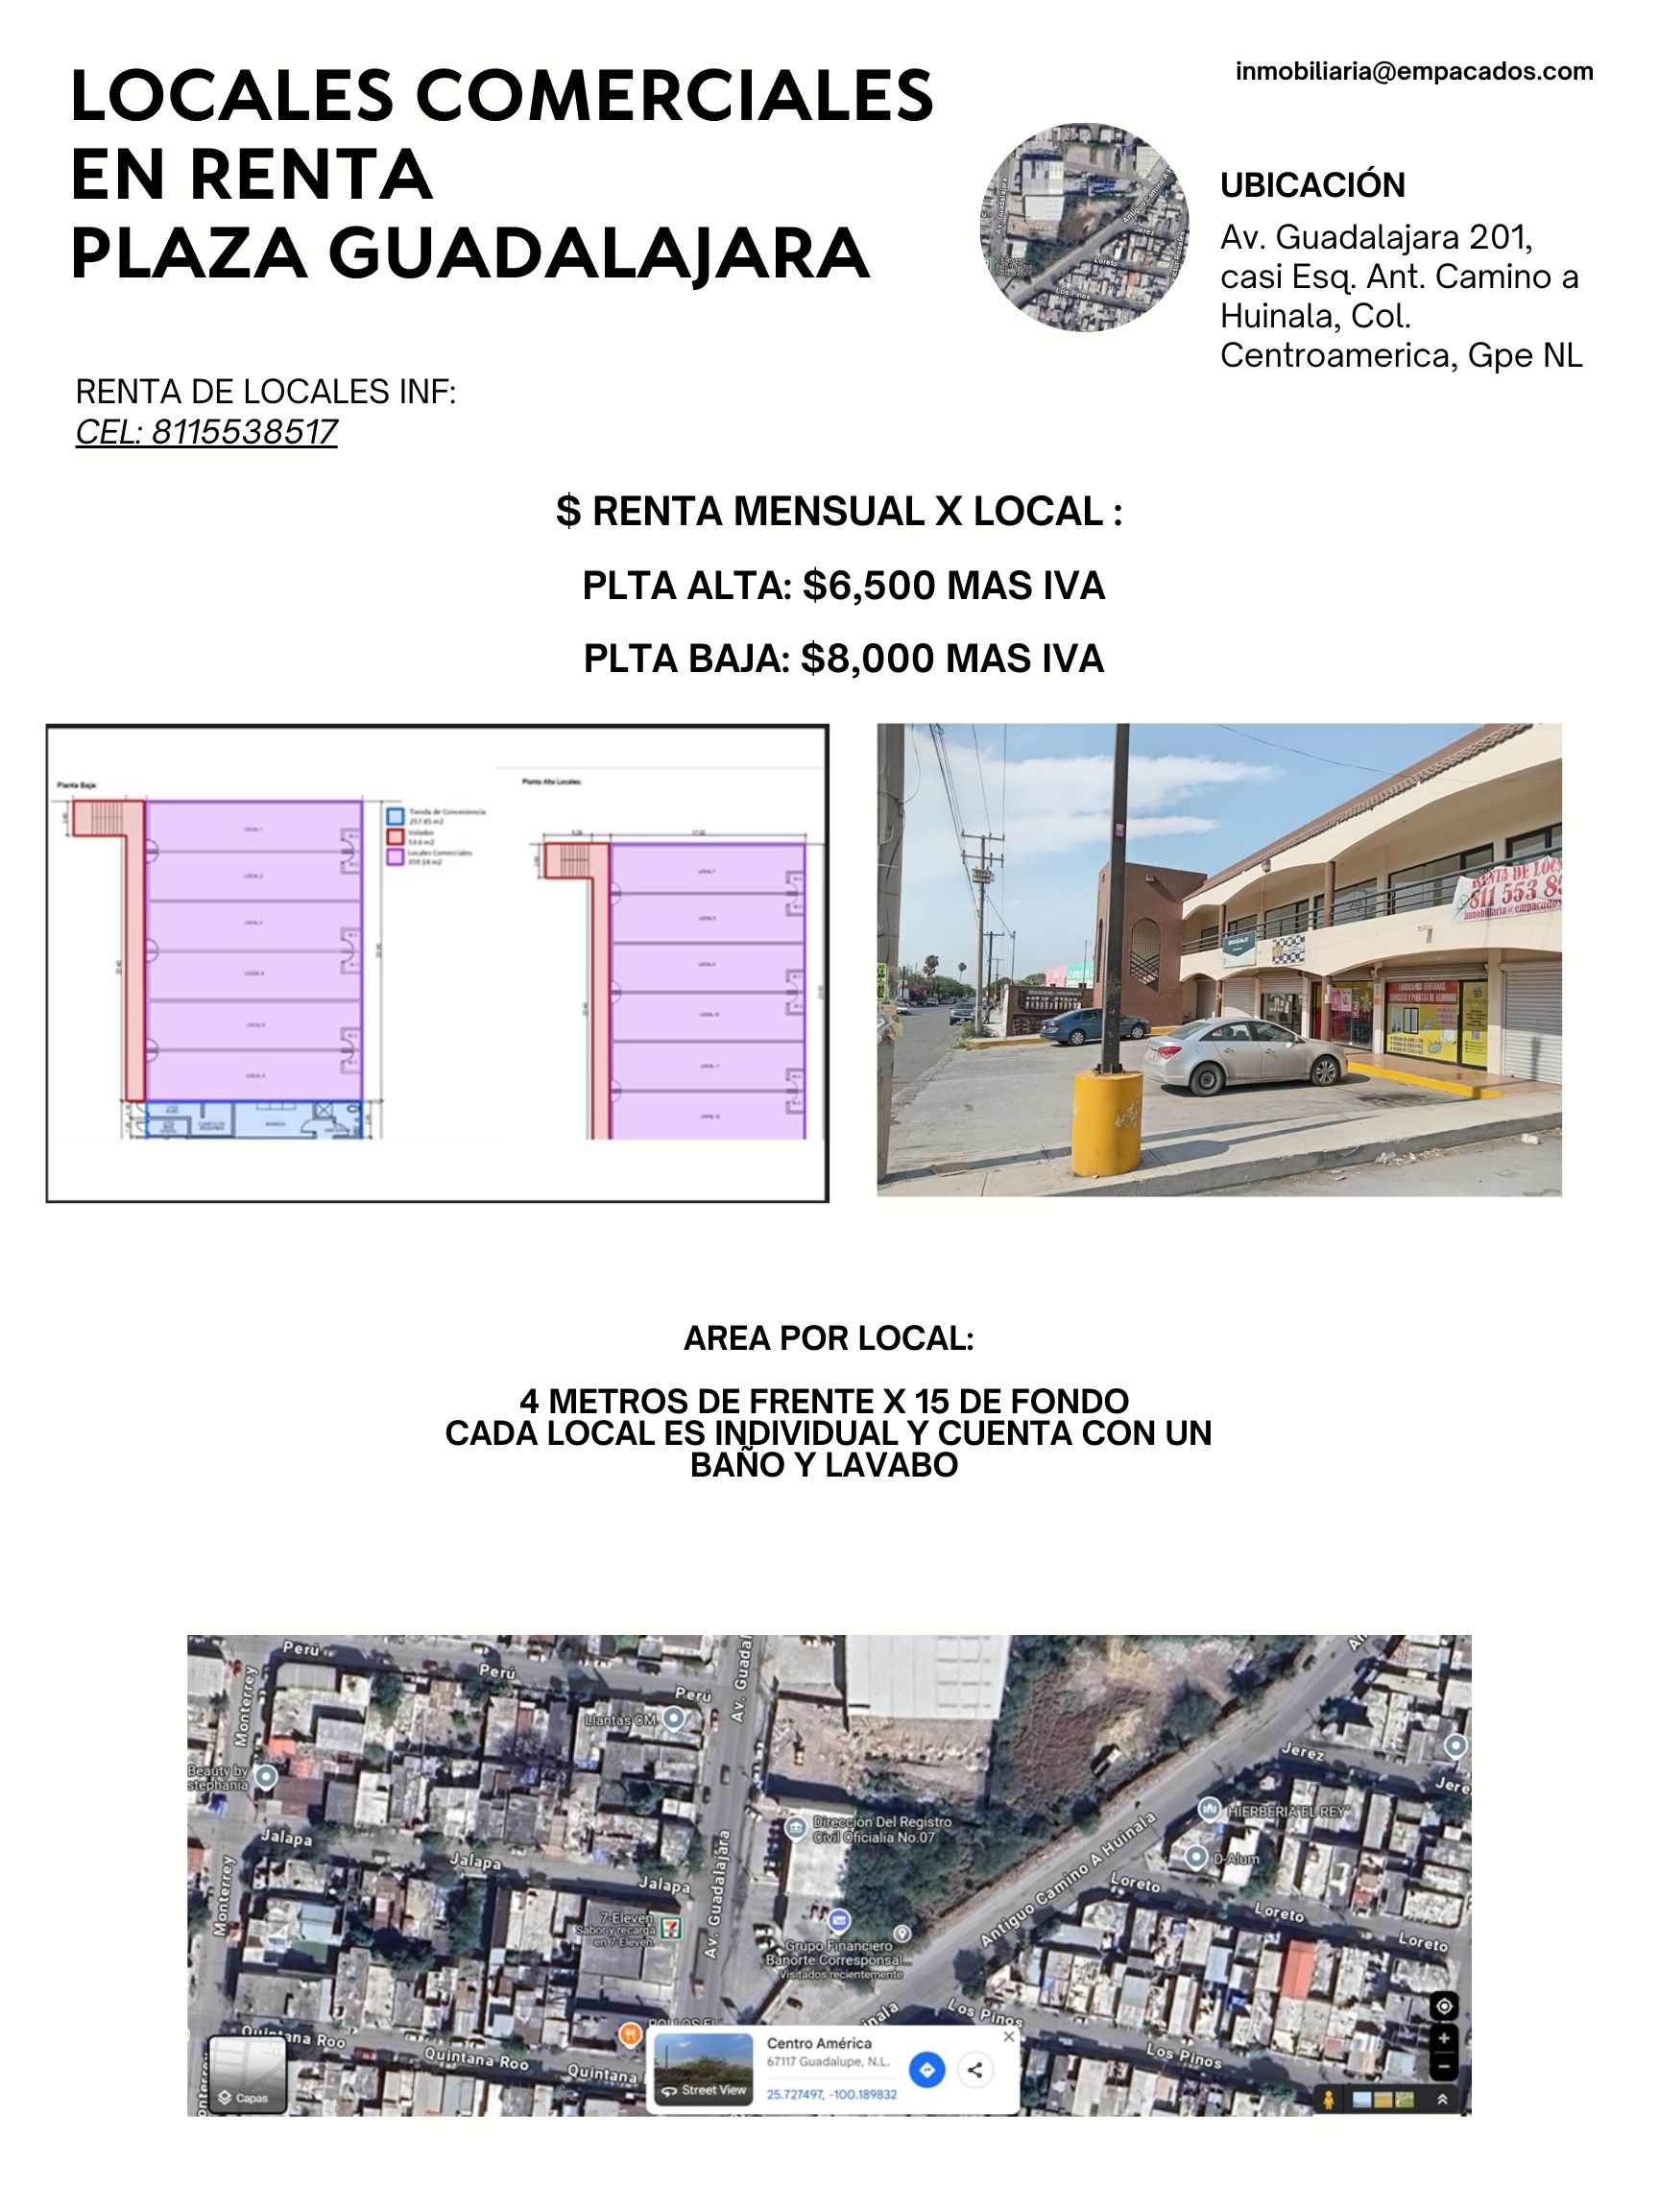 LOCALES COMERCIALES
EN RENTA
PLAZA GUADALAJARA
inmobiliaria@empacados.com
UBICACIÓN
Av. Guadalajara 201,
casi Esq. Ant. Camino a
Huinala, Col.
Centroamerica, Gpe NL
RENTA DE LOCALES INF:
CEL: 8115538517
$ RENTA MENSUAL X LOCAL :
PLTA ALTA: $6,500 MAS IVA
PLTA BAJA: $8,000 MAS IVA
Planta Baja:
Tienda de Conveniencia
257.85 m2
Volados
53.6 m2
Locales Comerciales
359.14 m2
Planta Alta Locales:
RENTA DE LOC
811 553 85
inmobiliaria@empacados
AREA POR LOCAL:
4 METROS DE FRENTE X 15 DE FONDO
CADA LOCAL ES INDIVIDUAL Y CUENTA CON UN
BAÑO Y LAVABO
Perú
Perú
Perú
Av. Guadal
Monterrey
Llantas CM
Beauty by
stephania
Jerez
Jerez
HIERBERIA"EL REY"
Dirección Del Registro
Civil Oficialía No.07
Jalapa
Jalapa
Jalapa
Monterrey
Av. Guadalajara
Antiguo Camino A Huinala
D-Alum
Loreto
Loreto
Loreto
7-Eleven
Sabor y recarga
en 7-Eleven
Grupo Financiero
Banorte Corresponsal...
Visitados recientemente
Los Pinos
Los Pinos
Quintana Roo
Quintana Roo
Quintana
POLLOS EL
Capas
Street View
Centro América
67117 Guadalupe, N.L.
25.727497, -100.189832